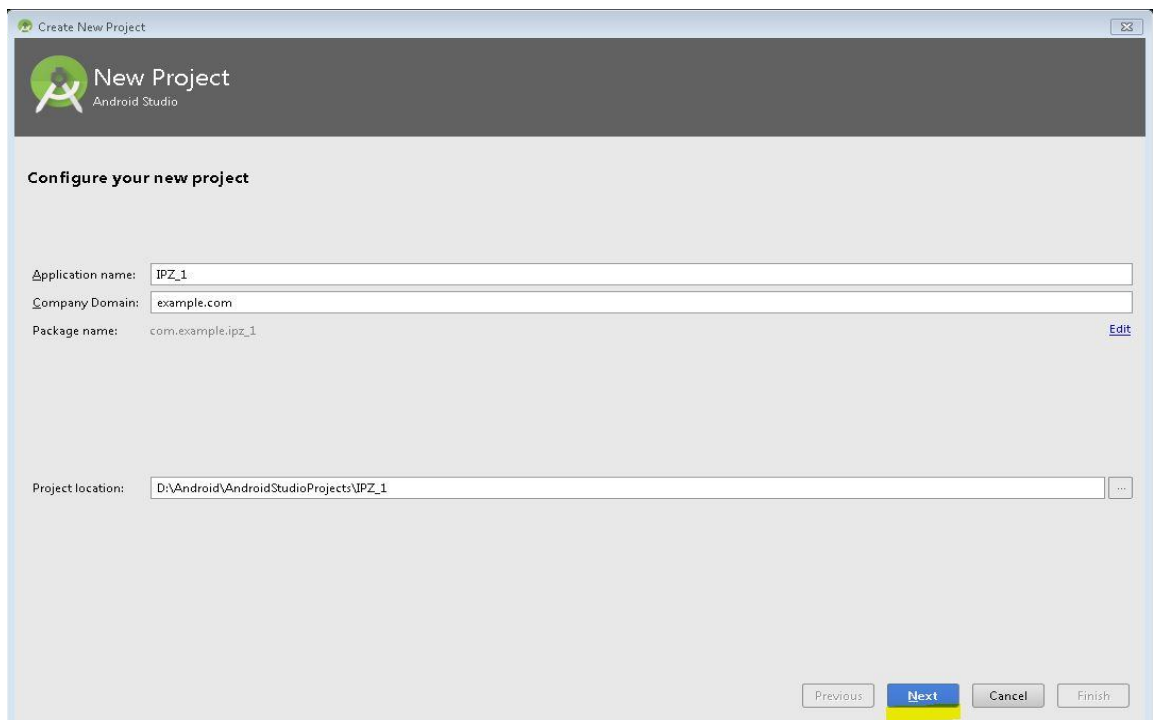 Create New Project
New Project
Android Studio
Configure your new project
Application name: IPZ_1
Company Domain: example.com
Package name: com.example.ipz_1 Edit
Project location: D:\Android\AndroidStudioProjects\IPZ_1 ...
Previous Next Cancel Finish